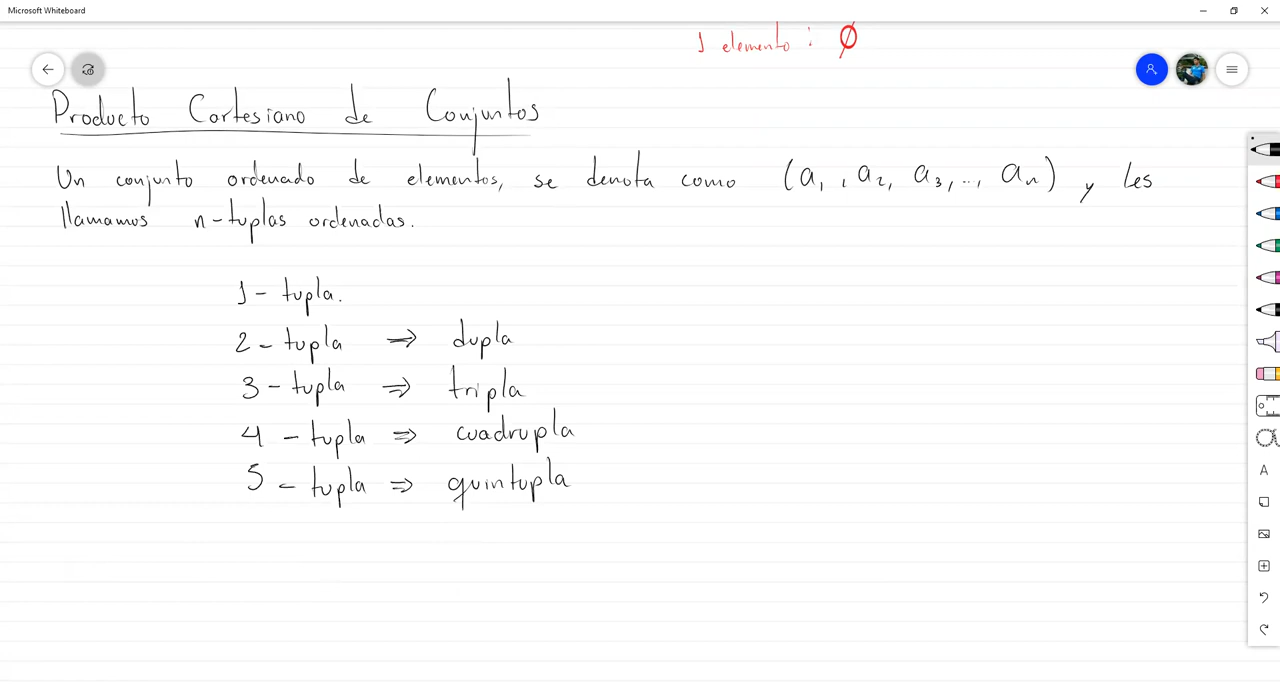 Microsoft Whiteboard
1 elemento : ∅
Producto Cartesiano de Conjuntos
Un conjunto ordenado de elementos, se denota como (a₁, a₂, a₃, ..., aₙ) y les
llamamos n-tuplas ordenadas.
1 - tupla.
2 - tupla ⇒ dupla
3 - tupla ⇒ tripla
4 - tupla ⇒ cuadrupla
5 - tupla ⇒ quintupla
A